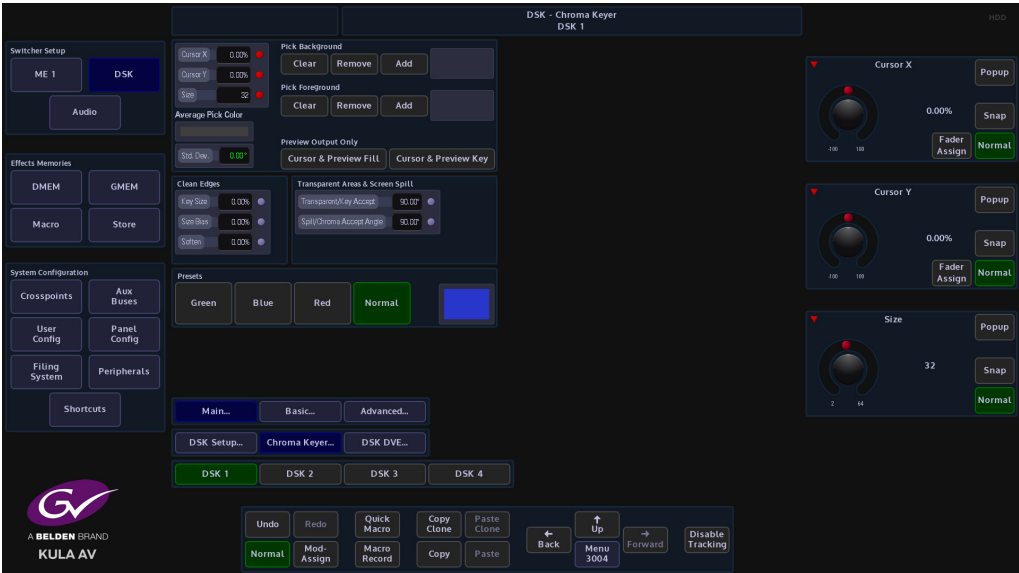 DSK - Chroma Keyer
DSK 1
HDD
Switcher Setup
ME 1
DSK
Audio
Effects Memories
DMEM
GMEM
Macro
Store
System Configuration
Crosspoints
Aux
Buses
User
Config
Panel
Config
Filing
System
Peripherals
Shortcuts
GV
A BELDEN BRAND
KULA AV
Cursor X 0.00%
Cursor Y 0.00%
Size 32
Average Pick Color
Std. Dev. 0.00°
Pick Background
Clear Remove Add
Pick Foreground
Clear Remove Add
Preview Output Only
Cursor & Preview Fill Cursor & Preview Key
Clean Edges
Key Size 0.00%
Size Bias 0.00%
Soften 0.00%
Transparent Areas & Screen Spill
Transparent/Key Accept 90.00°
Spill/Chroma Accept Angle 90.00°
Presets
Green Blue Red Normal
Main... Basic... Advanced...
DSK Setup... Chroma Keyer... DSK DVE...
DSK 1 DSK 2 DSK 3 DSK 4
Undo
Redo
Normal
Mod-
Assign
Quick
Macro
Macro
Record
Copy
Clone
Paste
Clone
Copy
Paste
Back
Up
Menu
3004
Forward
Disable
Tracking
Cursor X
Popup
0.00%
Snap
-100 100
Fader
Assign
Normal
Cursor Y
Popup
0.00%
Snap
-100 100
Fader
Assign
Normal
Size
Popup
32
Snap
2 64
Normal